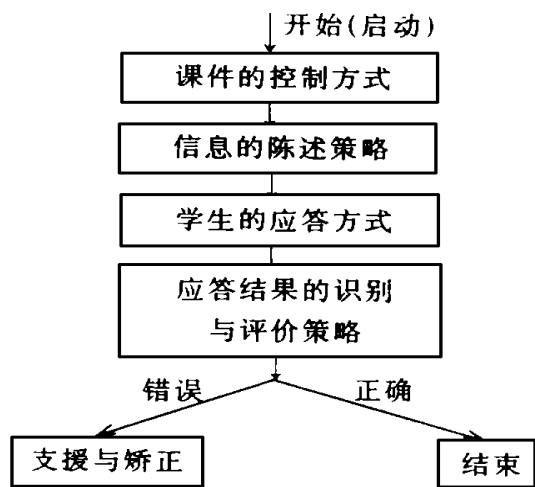 开始(启动)
课件的控制方式
信息的陈述策略
学生的应答方式
应答结果的识别
与评价策略
错误
正确
支援与矫正
结束